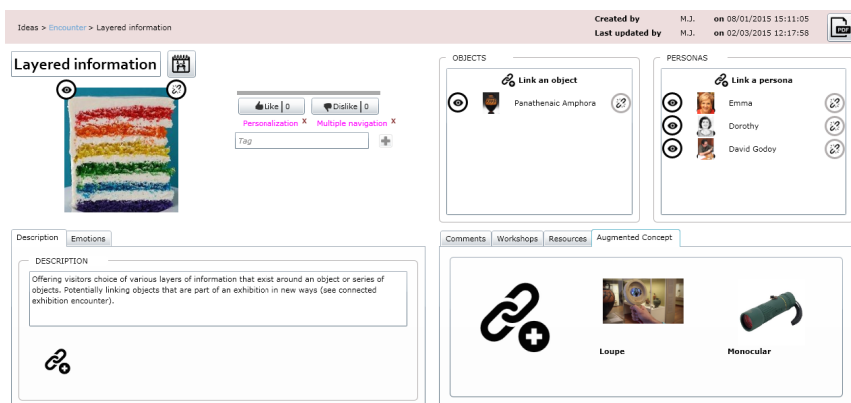 Ideas > Encounter > Layered information
Created by M.J. on 08/01/2015 15:11:05
Last updated by M.J. on 02/03/2015 12:17:58
PDF
Layered information
Like | 0
Dislike | 0
Personalization x
Multiple navigation x
Tag
OBJECTS
Link an object
Panathenaic Amphora
PERSONAS
Link a persona
Emma
Dorothy
David Godoy
Description
Emotions
DESCRIPTION
Offering visitors choice of various layers of information that exist around an object or series of
objects. Potentially linking objects that are part of an exhibition in new ways (see connected
exhibition encounter).
Comments
Workshops
Resources
Augmented Concept
Loupe
Monocular